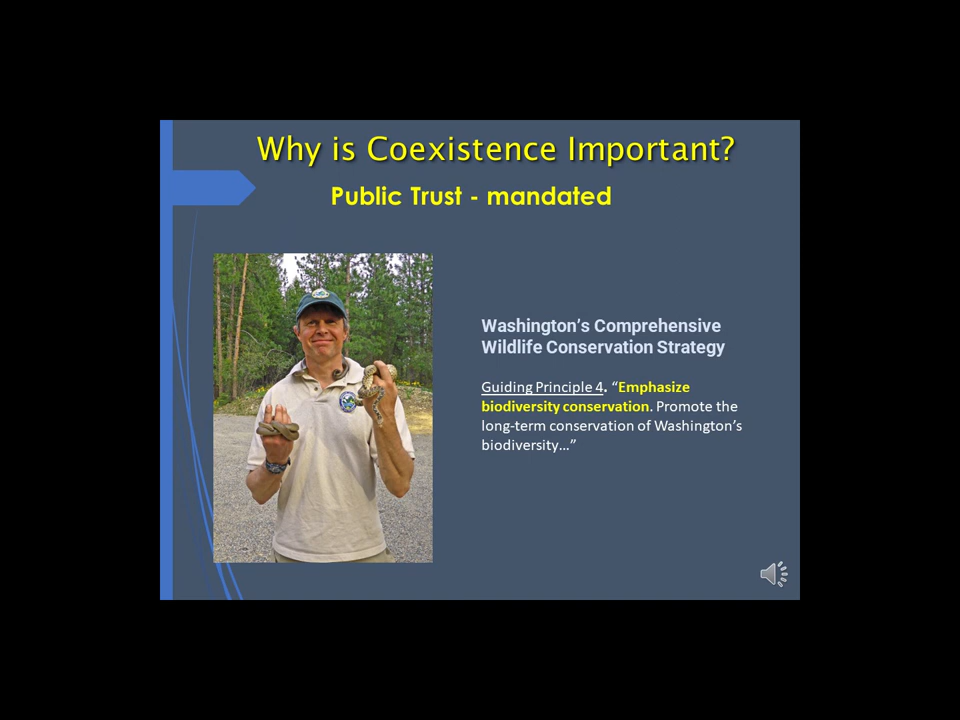 Why is Coexistence Important?
Public Trust - mandated
Washington’s Comprehensive
Wildlife Conservation Strategy
Guiding Principle 4. “Emphasize
biodiversity conservation. Promote the
long-term conservation of Washington’s
biodiversity…”